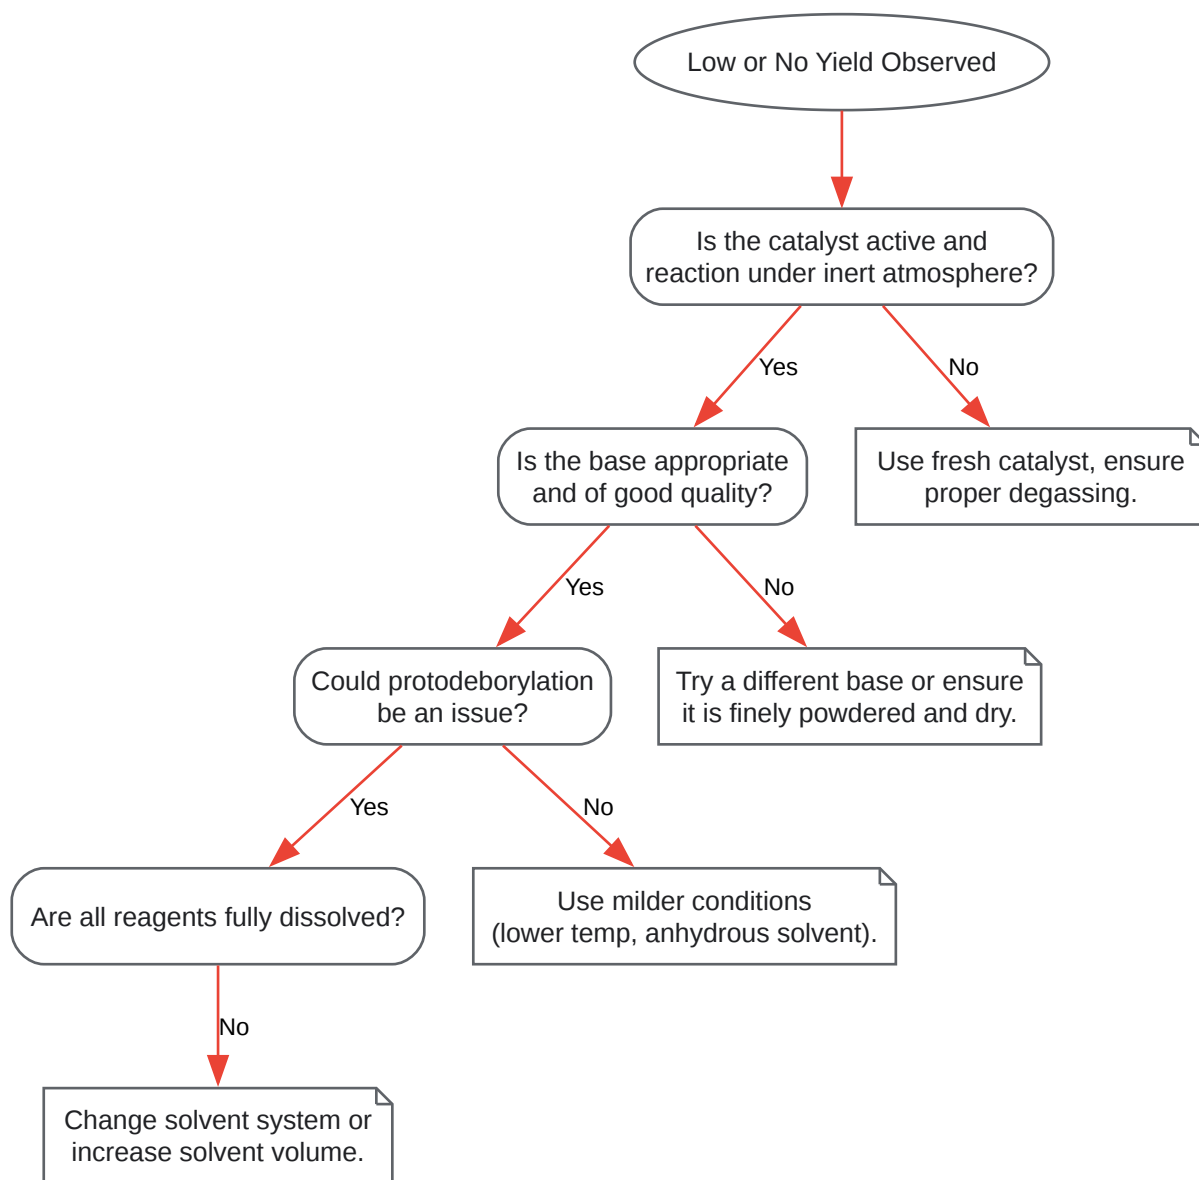 Low or No Yield Observed
Is the catalyst active and
reaction under inert atmosphere?
Yes
No
Is the base appropriate
and of good quality?
Use fresh catalyst, ensure
proper degassing.
Yes
No
Could protodeborylation
be an issue?
Try a different base or ensure
it is finely powdered and dry.
Yes
No
Are all reagents fully dissolved?
Use milder conditions
(lower temp, anhydrous solvent).
No
Change solvent system or
increase solvent volume.